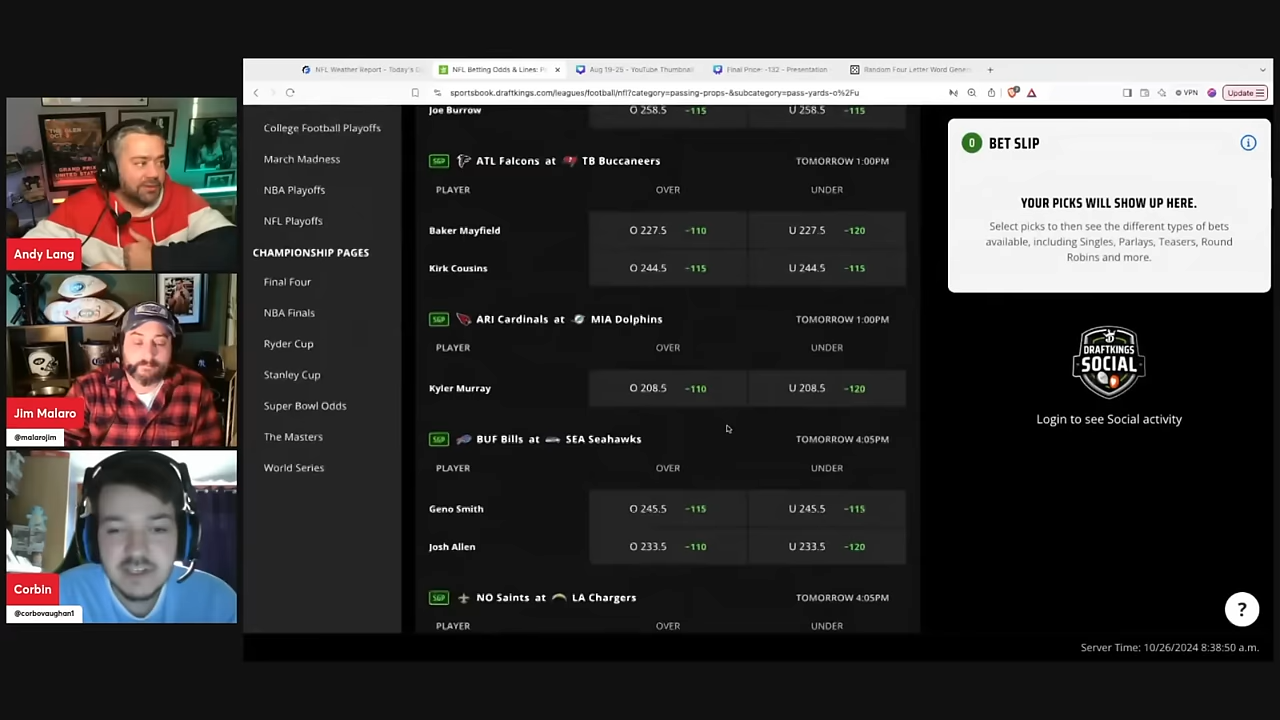 NFL Weather Report - Today's
NFL Betting Odds & Lines: P
Aug 19-25 - YouTube Thumbnail
Final Price: -132 - Presentation
Random Four Letter Word Gener
sportsbook.draftkings.com/leagues/football/nfl?category=passing-props-&subcategory=pass-yards-o%2Fu
VPN
Update
Andy Lang
Jim Malaro
@malarojim
Corbin
@corbovaughan1
College Football Playoffs
March Madness
NBA Playoffs
NFL Playoffs
CHAMPIONSHIP PAGES
Final Four
NBA Finals
Ryder Cup
Stanley Cup
Super Bowl Odds
The Masters
World Series
Joe Burrow O 258.5 -115 U 258.5 -115
SGP ATL Falcons at TB Buccaneers TOMORROW 1:00PM
PLAYER OVER UNDER
Baker Mayfield O 227.5 -110 U 227.5 -120
Kirk Cousins O 244.5 -115 U 244.5 -115
SGP ARI Cardinals at MIA Dolphins TOMORROW 1:00PM
PLAYER OVER UNDER
Kyler Murray O 208.5 -110 U 208.5 -120
SGP BUF Bills at SEA Seahawks TOMORROW 4:05PM
PLAYER OVER UNDER
Geno Smith O 245.5 -115 U 245.5 -115
Josh Allen O 233.5 -110 U 233.5 -120
SGP NO Saints at LA Chargers TOMORROW 4:05PM
PLAYER OVER UNDER
0 BET SLIP
YOUR PICKS WILL SHOW UP HERE.
Select picks to then see the different types of bets
available, including Singles, Parlays, Teasers, Round
Robins and more.
DRAFTKINGS
SOCIAL
Login to see Social activity
?
Server Time: 10/26/2024 8:38:50 a.m.